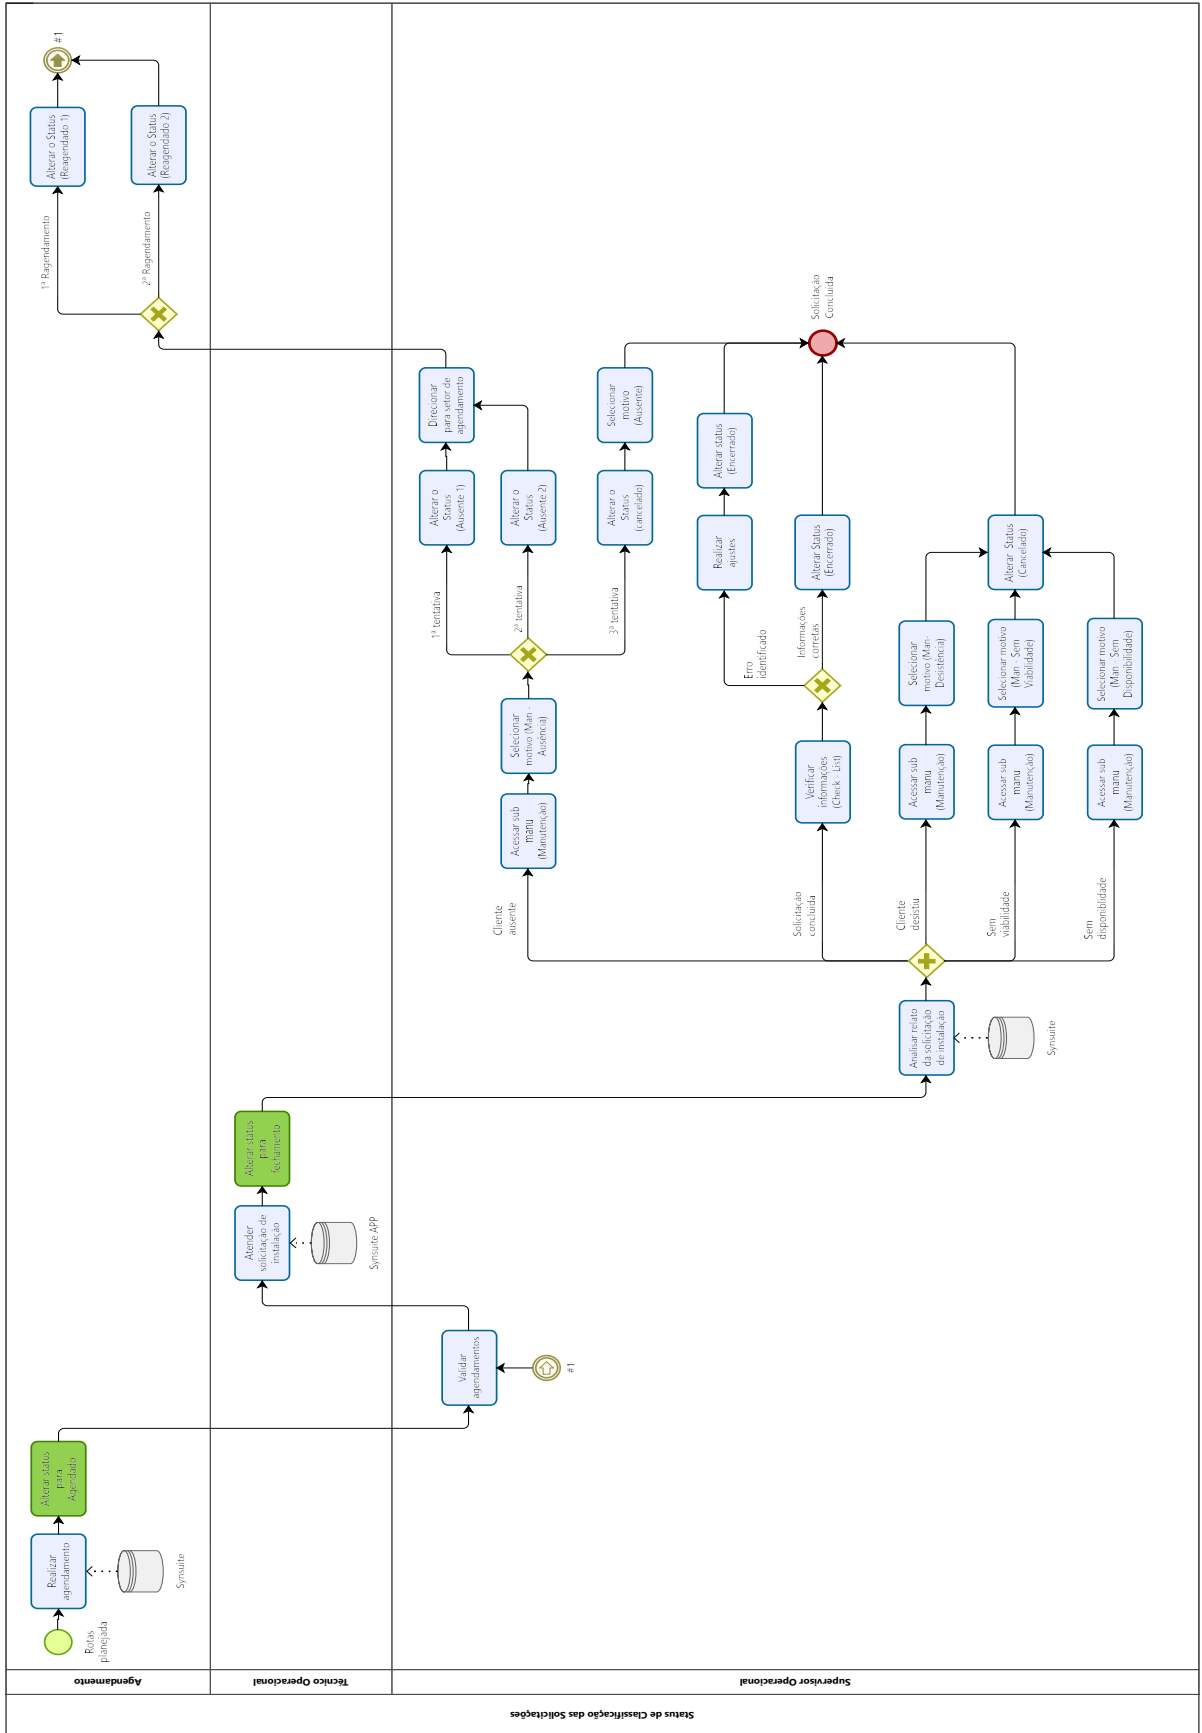 Status de Classificação das Solicitações
Agendamento
Rotas
planejada
Realizar
agendamento
Synsuite
Alterar status
para
Agendado
1ª Ragendamento
2ª Ragendamento
Alterar o Status
(Reagendado 1)
Alterar o Status
(Reagendado 2)
#1
Técnico Operacional
Atender
solicitação de
instalação
Synsuite APP
Alterar status
para
fechamento
Supervisor Operacional
Validar
agendamentos
#1
Analisar relato
da solicitação
de instalação
Synsuite
Cliente
ausente
Acessar sub
manu
(Manutenção)
Selecionar
motivo (Man -
Ausência)
1ª tentativa
2ª tentativa
3ª tentativa
Alterar o
Status
(Ausente 1)
Alterar o
Status
(Ausente 2)
Alterar o
Status
(cancelado)
Direcionar
para setor de
agendamento
Selecionar
motivo
(Ausente)
Solicitação
concluida
Verificar
informações
(Check - List)
Erro
identificado
Informações
corretas
Realizar
ajustes
Alterar status
(Encerrado)
Alterar Status
(Encerrado)
Solicitação
Concluida
Cliente
desistiu
Acessar sub
manu
(Manutenção)
Selecionar
motivo (Man-
Desistência)
Sem
viabilidade
Acessar sub
manu
(Manutenção)
Selecionar motivo
(Man - Sem
Viabilidade)
Alterar Status
(Cancelado)
Sem
disponiblidade
Acessar sub
manu
(Manutenção)
Selecionar motivo
(Man - Sem
Disponibilidade)